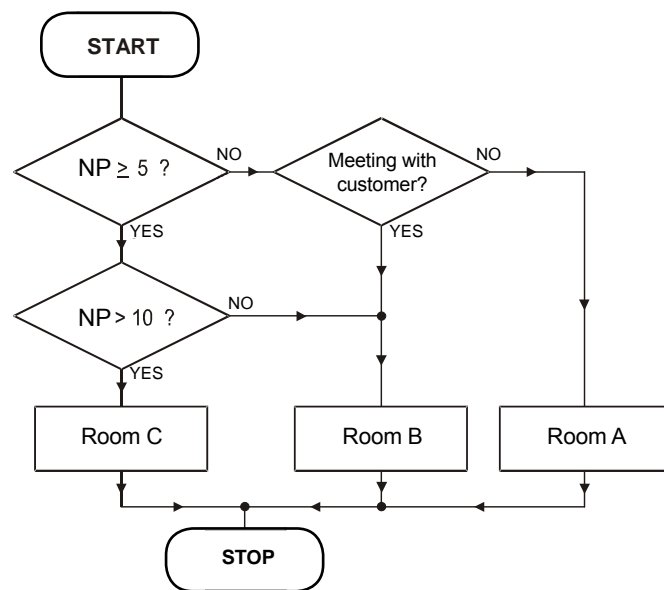 START
NP ≥ 5 ?
NO
Meeting with
customer?
NO
YES
YES
NP > 10 ?
NO
YES
Room C
Room B
Room A
STOP